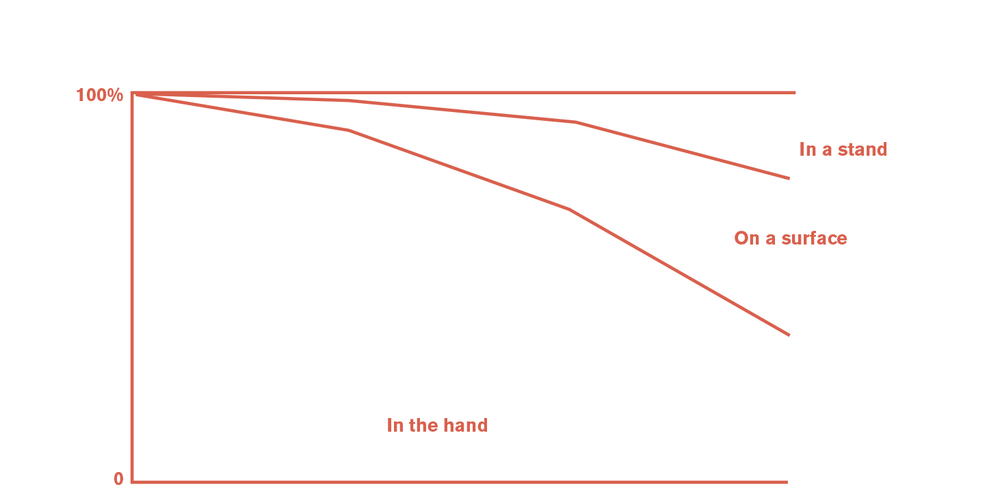 100%
In a stand
On a surface
In the hand
0